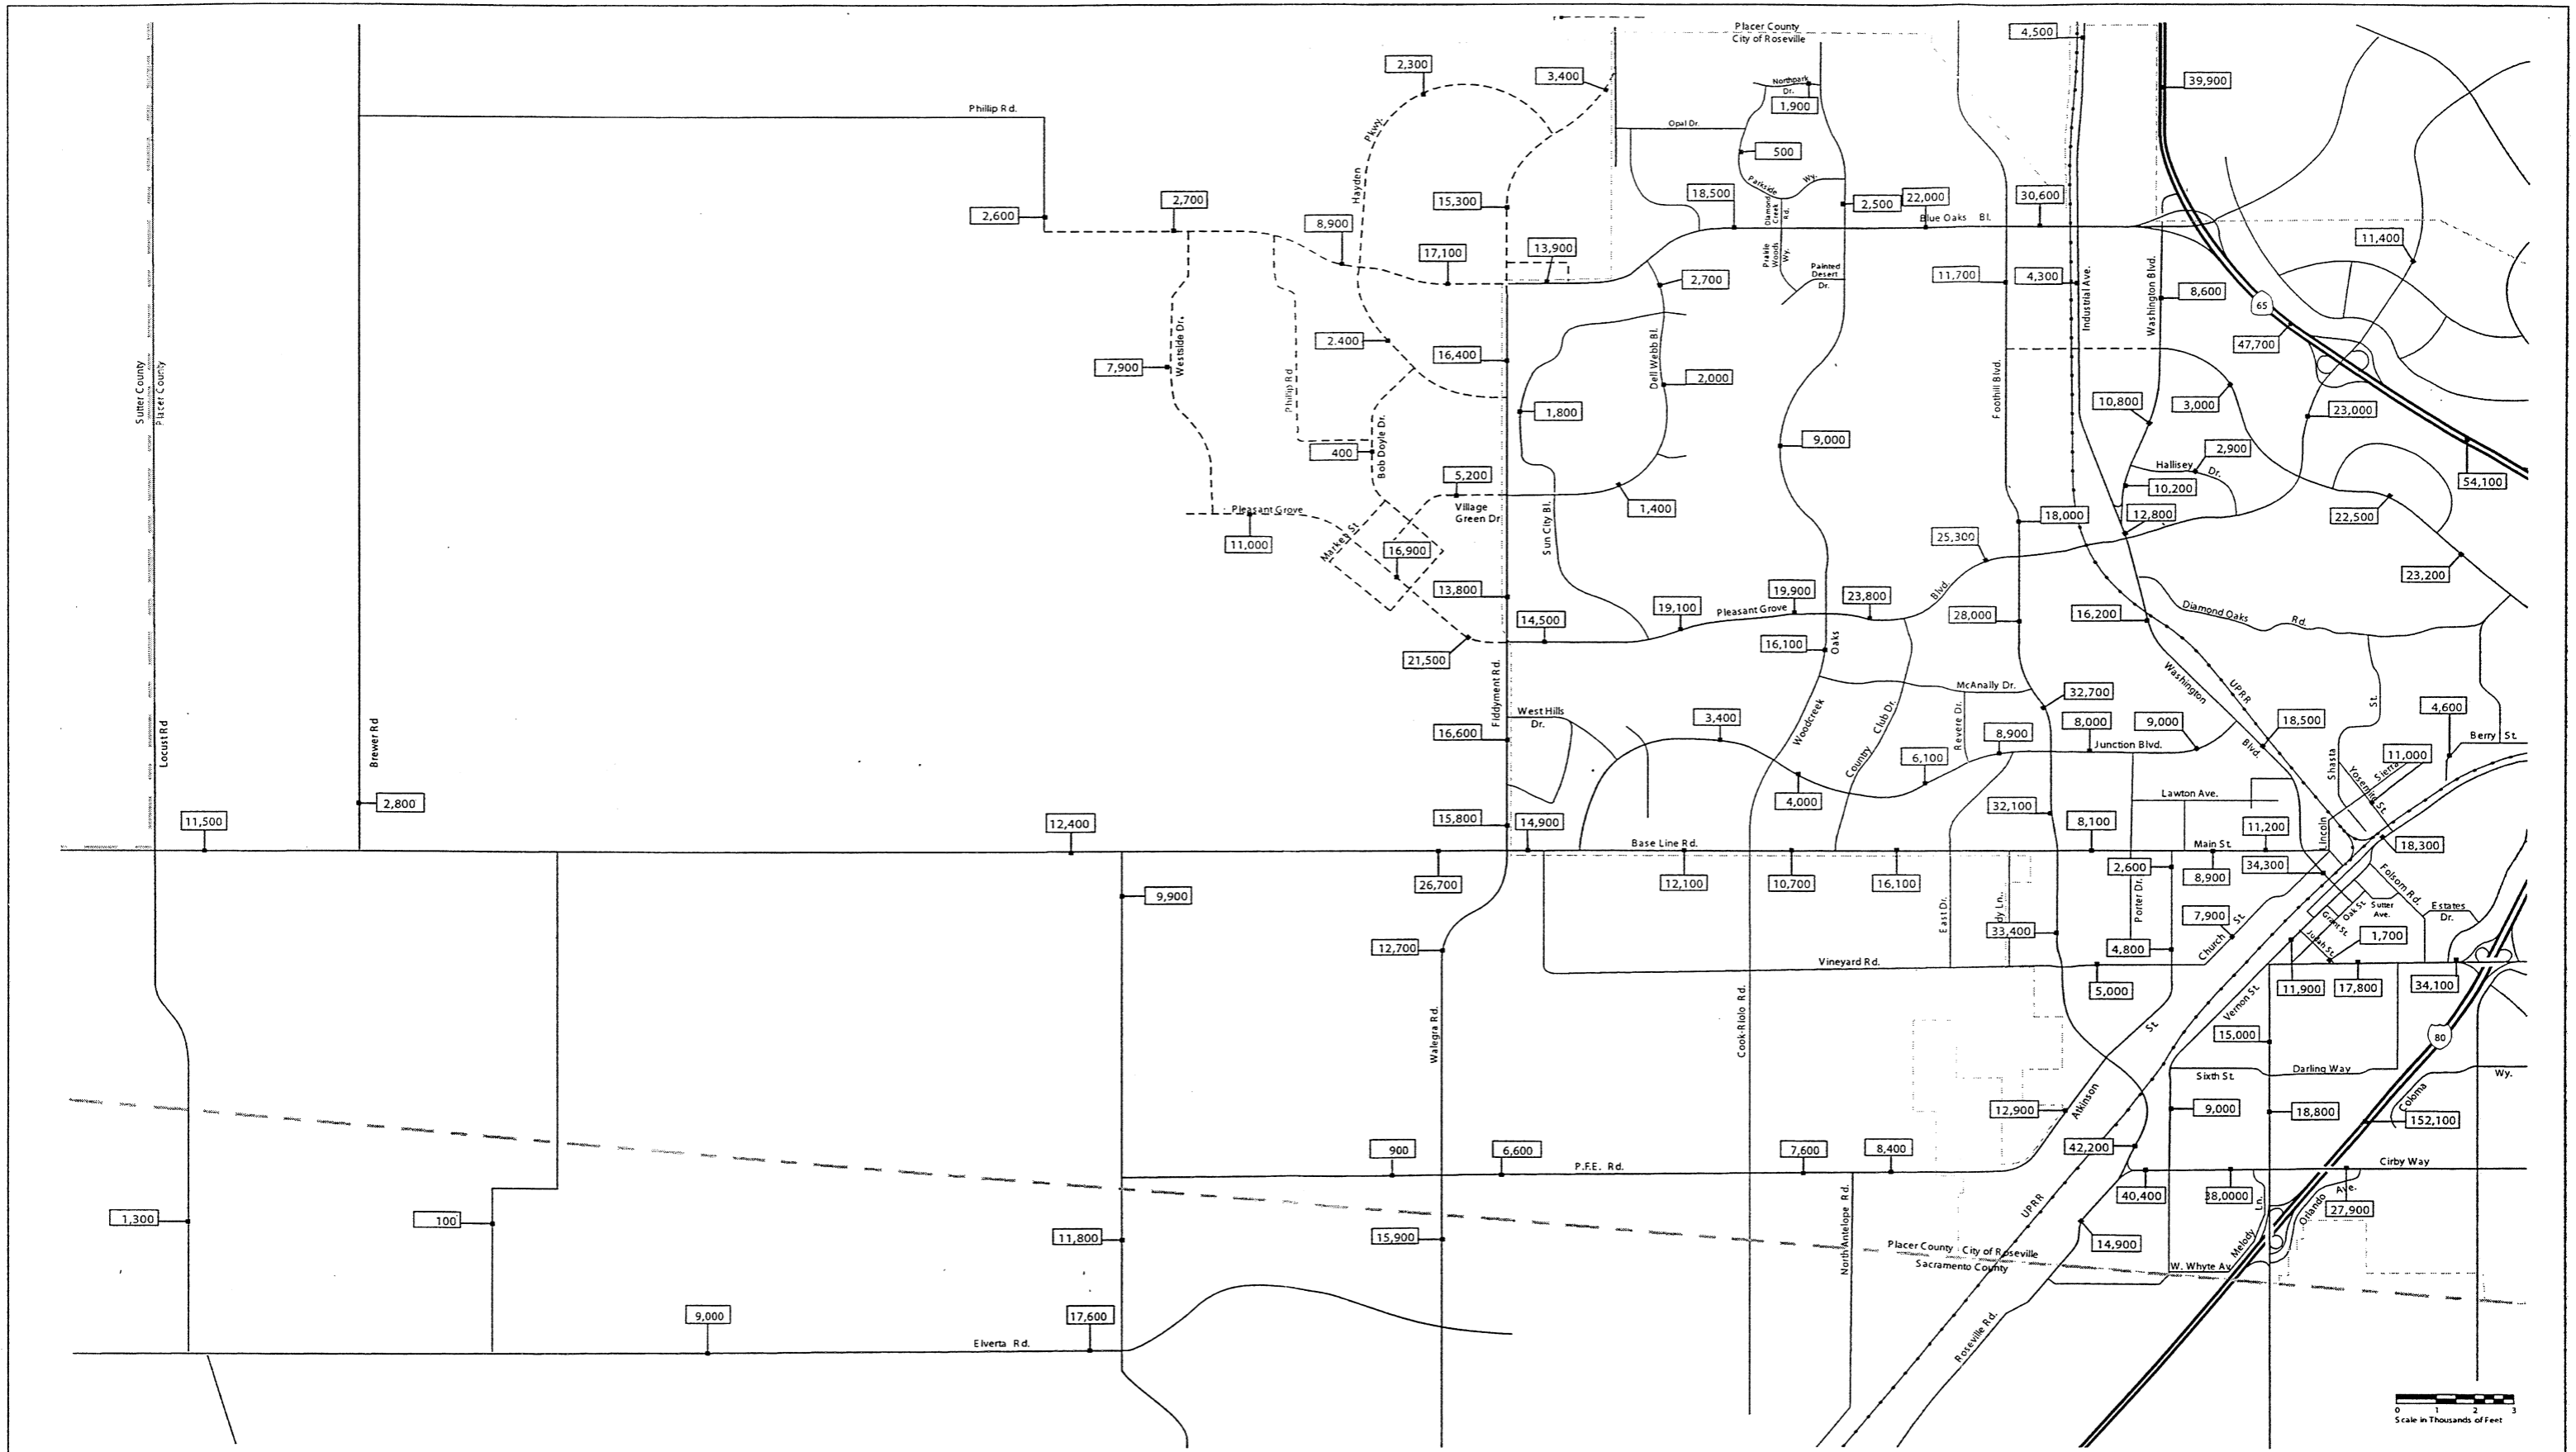 Placer County
City of Roseville
4,500
2,300
3,400
39,900
Northpark
Dr.
1,900
Phillip Rd.
Pkwy.
Opal Dr.
500
Hayden
Parkside
Wy.
2,600
2,700
8,900
15,300
18,500
Diamond
Creek
Rd.
2,500
22,000
30,600
Blue Oaks Bl.
17,100
13,900
11,400
Prairie
Woods
Wy.
Painted
Desert
Dr.
2,700
11,700
4,300
Industrial Ave.
Washington Blvd.
8,600
65
47,700
Sutter County
Placer County
7,900
Westside Dr.
Phillip Rd
2.400
16,400
Dell Webb Bl.
2,000
Foothill Blvd.
1,800
10,800
3,000
23,000
400
Bob Doyle Dr.
9,000
2,900
Hallisey Dr.
10,200
54,100
5,200
Village
Green Dr
1,400
Pleasant Grove
11,000
Market St
16,900
Sun City Bl.
18,000
12,800
22,500
25,300
23,200
13,800
14,500
19,100
Pleasant Grove
19,900
23,800
Blvd.
28,000
16,200
Diamond Oaks
Rd.
21,500
16,100
Oaks
Fiddyment Rd.
McAnally Dr.
32,700
Washington
UPRR
St.
Locust Rd
Brewer Rd
West Hills
Dr.
16,600
3,400
Woodcreek
Country
Club Dr.
Revere Dr.
8,900
8,000
9,000
Junction Blvd.
Blvd.
18,500
4,600
Berry St.
6,100
Shasta
Yosemite St.
Sierra
11,000
2,800
4,000
32,100
Lawton Ave.
11,500
12,400
15,800
14,900
8,100
11,200
Lincoln
Base Line Rd.
Main St.
18,300
26,700
12,100
10,700
16,100
2,600
8,900
34,300
Folsom Rd.
9,900
East Dr.
dy Ln.
Porter Dr.
7,900
Church St
Grant St.
Oak St
Sutter
Ave.
Estates
Dr.
12,700
33,400
4,800
Judah St
1,700
Vineyard Rd.
5,000
11,900
17,800
34,100
Walegra Rd.
Cook-Riolo Rd.
St
Vernon St.
15,000
80
Sixth St.
Darling Way
Wy.
Coloma
12,900
Atkinson
9,000
18,800
152,100
900
6,600
7,600
8,400
42,200
P.F.E. Rd.
Cirby Way
1,300
100
11,800
15,900
North Antelope Rd.
UPRR
40,400
38,0000
Ln.
Orlando
Ave.
27,900
14,900
Placer County
City of Roseville
Sacramento County
Melody
W. Whyte Av
9,000
17,600
Elverta Rd.
Roseville Rd.
0 1 2 3
Scale in Thousands of Feet